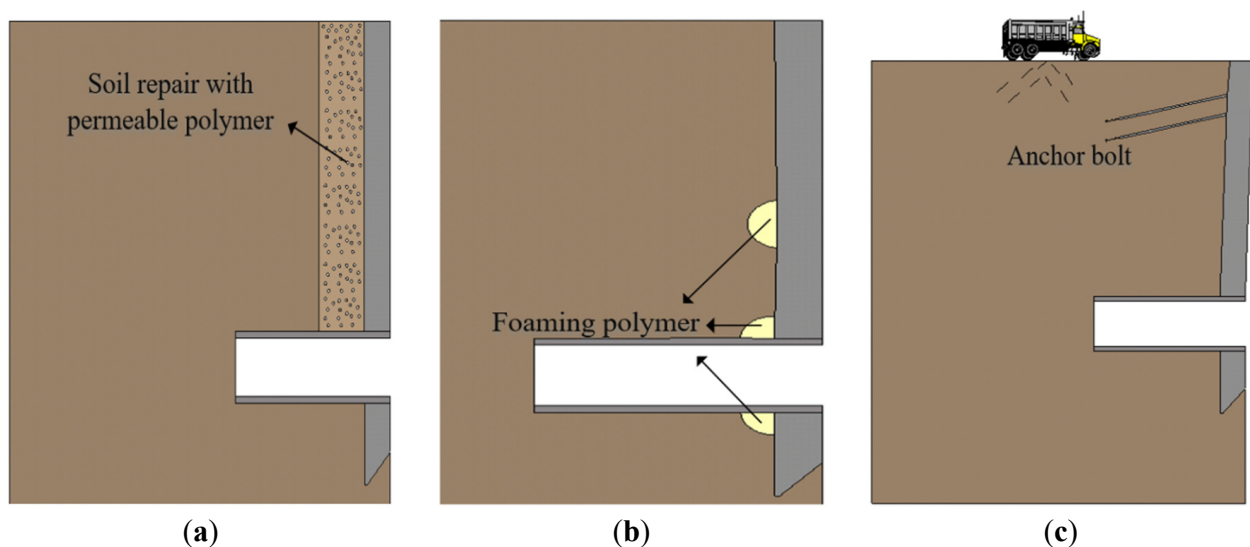 Soil repair with
permeable polymer
Foaming polymer
Anchor bolt
(a)
(b)
(c)